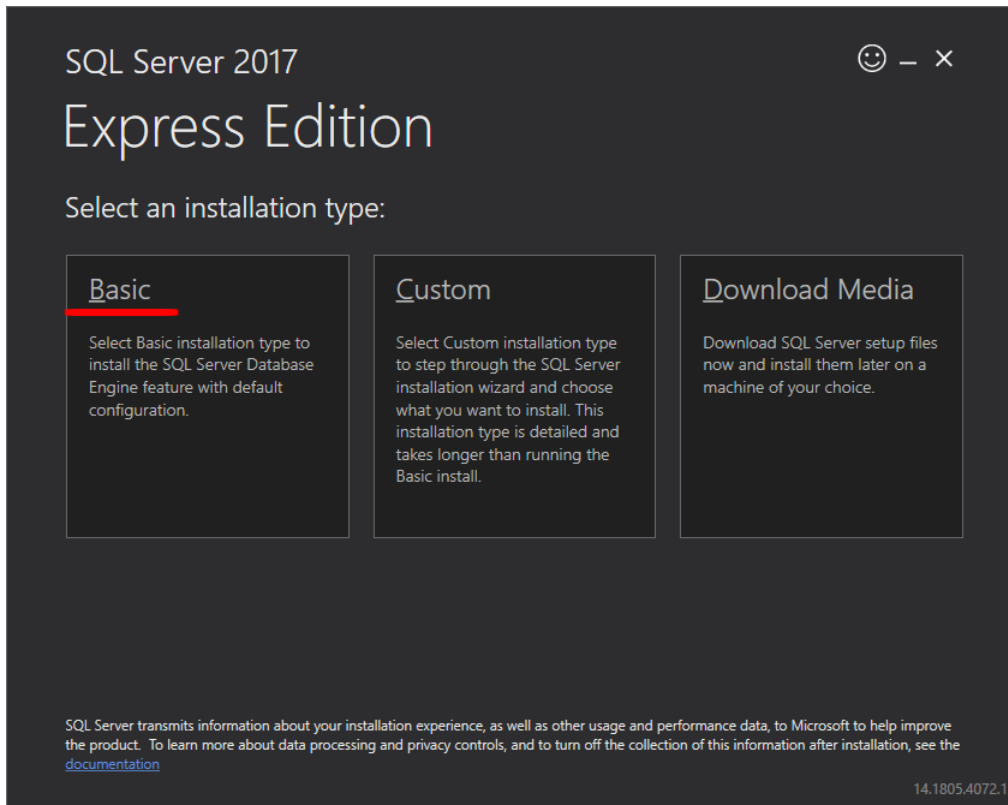 SQL Server 2017
Express Edition
Select an installation type:
Basic
Select Basic installation type to
install the SQL Server Database
Engine feature with default
configuration.
Custom
Select Custom installation type
to step through the SQL Server
installation wizard and choose
what you want to install. This
installation type is detailed and
takes longer than running the
Basic install.
Download Media
Download SQL Server setup files
now and install them later on a
machine of your choice.
SQL Server transmits information about your installation experience, as well as other usage and performance data, to Microsoft to help improve
the product.  To learn more about data processing and privacy controls, and to turn off the collection of this information after installation, see the
documentation
14.1805.4072.1